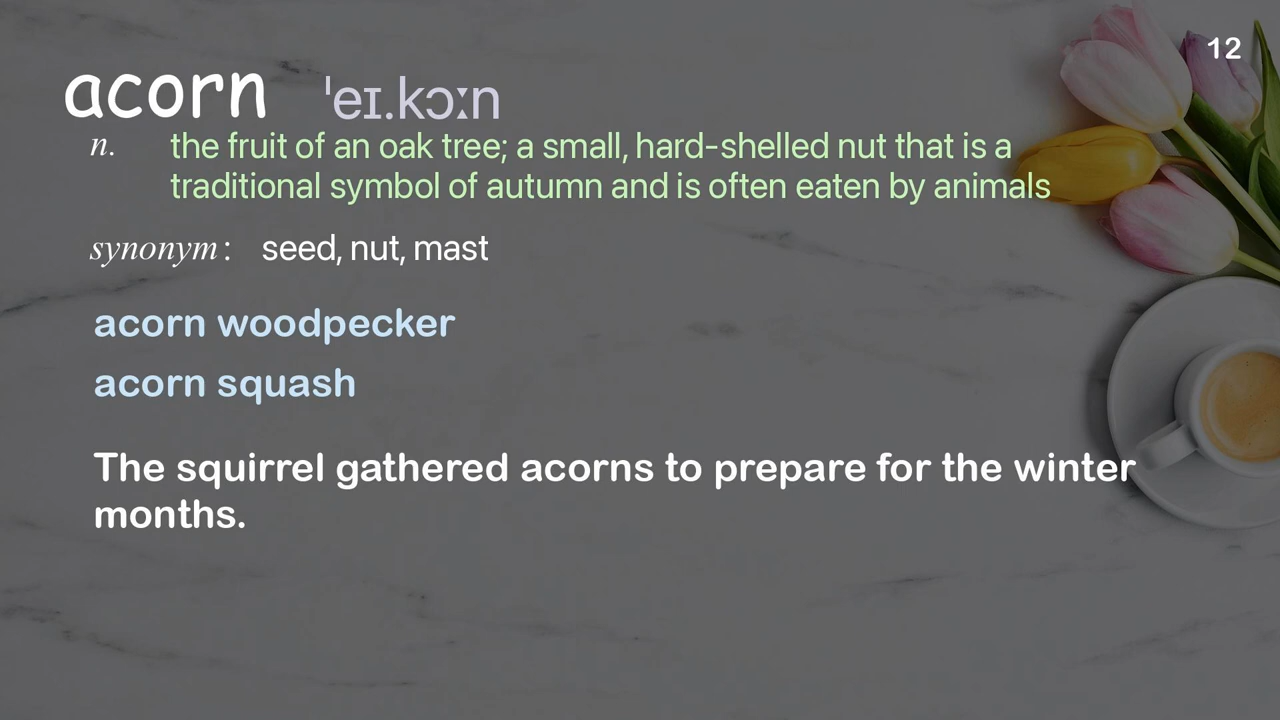 12
acorn ˈeɪ.kɔːn
n. the fruit of an oak tree; a small, hard-shelled nut that is a
traditional symbol of autumn and is often eaten by animals
synonym: seed, nut, mast
acorn woodpecker
acorn squash
The squirrel gathered acorns to prepare for the winter
months.